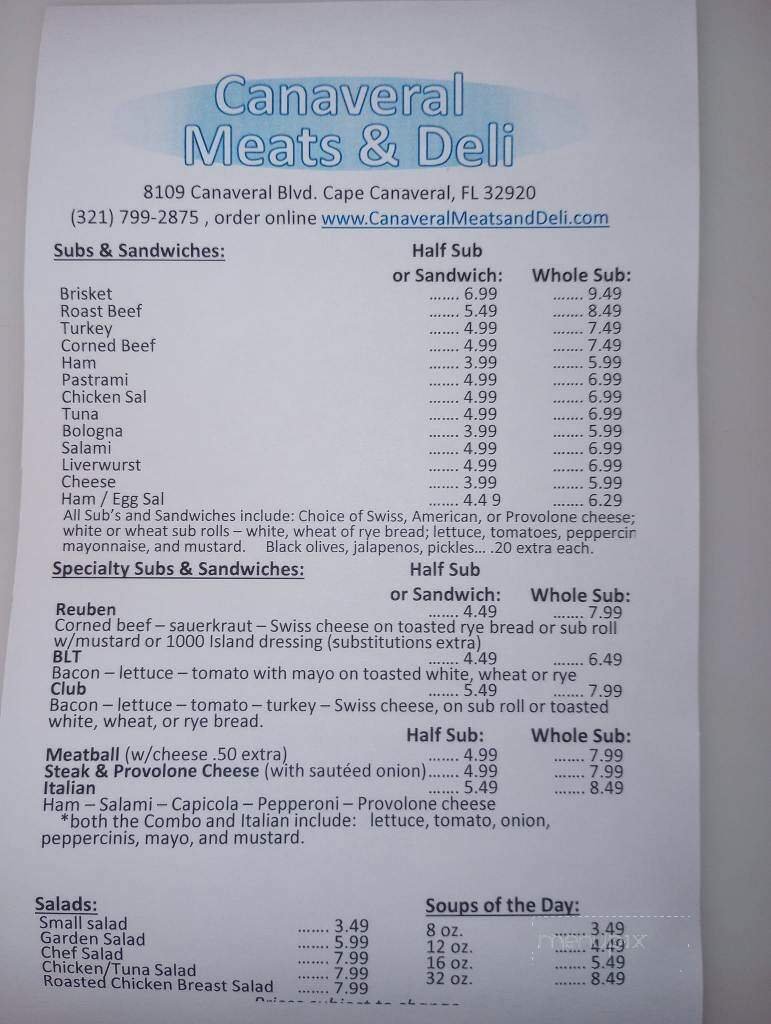 Canaveral
Meats & Deli
8109 Canaveral Blvd. Cape Canaveral, FL 32920
(321) 799-2875 , order online www.CanaveralMeatsandDeli.com
Subs & Sandwiches: Half Sub
or Sandwich: Whole Sub:
Brisket ....... 6.99 ....... 9.49
Roast Beef ....... 5.49 ....... 8.49
Turkey ....... 4.99 ....... 7.49
Corned Beef ....... 4.99 ....... 7.49
Ham ....... 3.99 ....... 5.99
Pastrami ....... 4.99 ....... 6.99
Chicken Sal ....... 4.99 ....... 6.99
Tuna ....... 4.99 ....... 6.99
Bologna ....... 3.99 ....... 5.99
Salami ....... 4.99 ....... 6.99
Liverwurst ....... 4.99 ....... 6.99
Cheese ....... 3.99 ....... 5.99
Ham / Egg Sal ....... 4.4 9 ....... 6.29
All Sub's and Sandwiches include: Choice of Swiss, American, or Provolone cheese;
white or wheat sub rolls – white, wheat of rye bread; lettuce, tomatoes, peppercin
mayonnaise, and mustard. Black olives, jalapenos, pickles... .20 extra each.
Specialty Subs & Sandwiches: Half Sub
or Sandwich: Whole Sub:
Reuben ....... 4.49 ....... 7.99
Corned beef – sauerkraut – Swiss cheese on toasted rye bread or sub roll
w/mustard or 1000 Island dressing (substitutions extra)
BLT ....... 4.49 ....... 6.49
Bacon – lettuce – tomato with mayo on toasted white, wheat or rye
Club ....... 5.49 ....... 7.99
Bacon – lettuce – tomato – turkey – Swiss cheese, on sub roll or toasted
white, wheat, or rye bread.
Half Sub: Whole Sub:
Meatball (w/cheese .50 extra) ....... 4.99 ....... 7.99
Steak & Provolone Cheese (with sautéed onion)....... 4.99 ....... 7.99
Italian ....... 5.49 ....... 8.49
Ham – Salami – Capicola – Pepperoni – Provolone cheese
*both the Combo and Italian include: lettuce, tomato, onion,
peppercinis, mayo, and mustard.
Salads:
Small salad ....... 3.49
Garden Salad ....... 5.99
Chef Salad ....... 7.99
Chicken/Tuna Salad ....... 7.99
Roasted Chicken Breast Salad ....... 7.99
Soups of the Day:
8 oz. ....... 3.49
12 oz. ....... 4.49
16 oz. ....... 5.49
32 oz. ....... 8.49